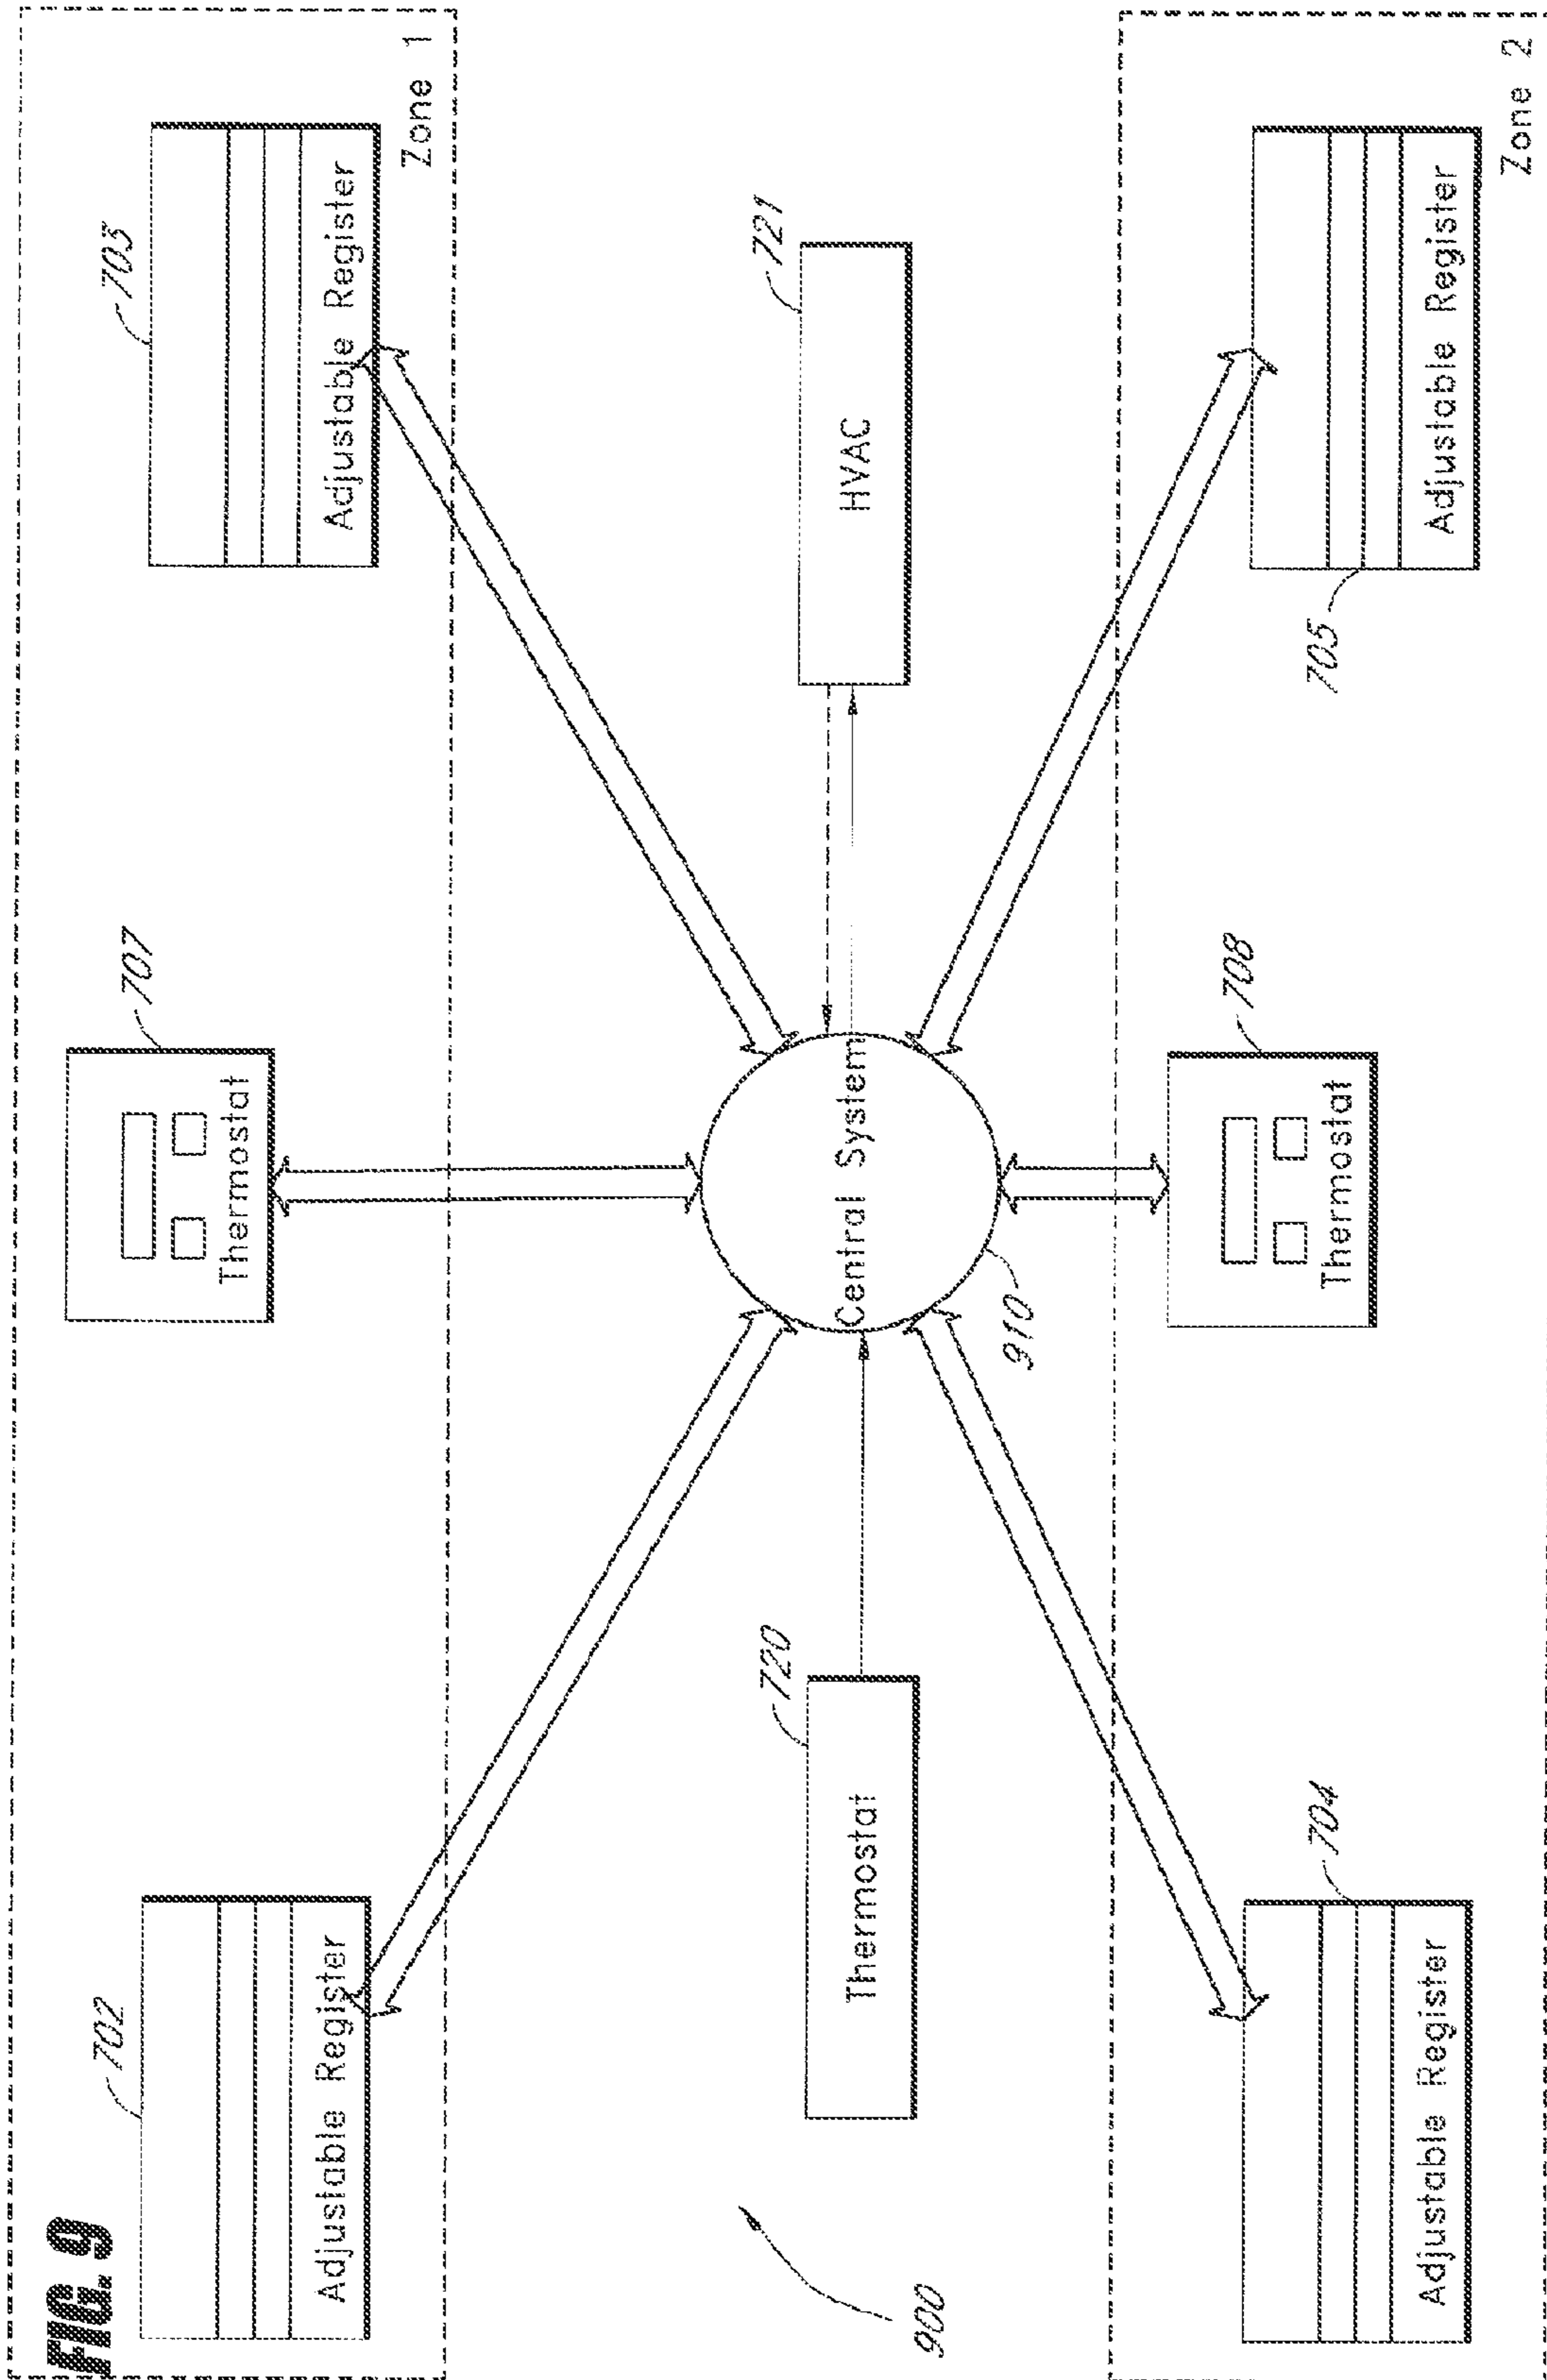 FIG. 9
702
Adjustable Register
707
Thermostat
703
Adjustable Register
Zone 1
900
720
Thermostat
Central System
910
721
HVAC
704
Adjustable Register
708
Thermostat
705
Adjustable Register
Zone 2